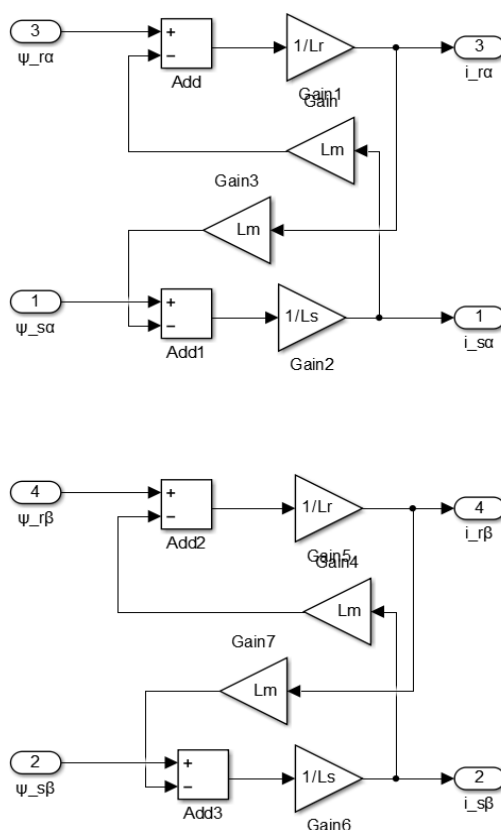 3
+
−
1/Lr
3
ψ_rα
Add
i_rα
Gain1
Gain
Lm
Gain3
Lm
1
+
−
1/Ls
1
ψ_sα
Add1
i_sα
Gain2
4
+
−
1/Lr
4
ψ_rβ
Add2
i_rβ
Gain5
Gain4
Lm
Gain7
Lm
2
+
−
1/Ls
2
ψ_sβ
Add3
i_sβ
Gain6